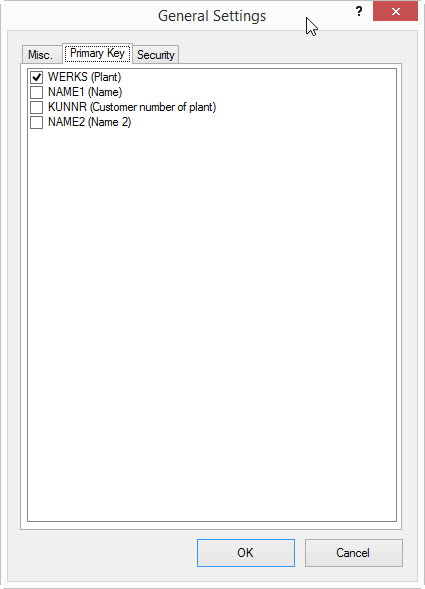 General Settings
?
Misc. Primary Key Security
WERKS (Plant)
NAME1 (Name)
KUNNR (Customer number of plant)
NAME2 (Name 2)
OK Cancel